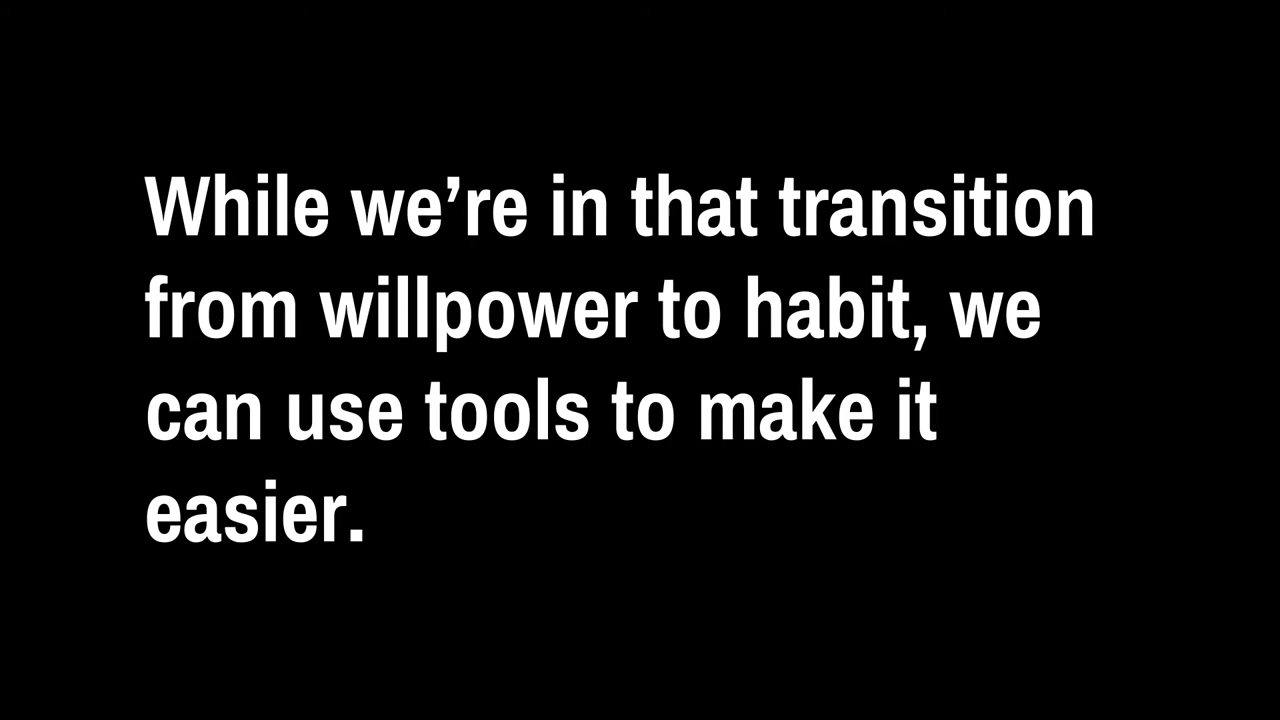 While we’re in that transition
from willpower to habit, we
can use tools to make it
easier.